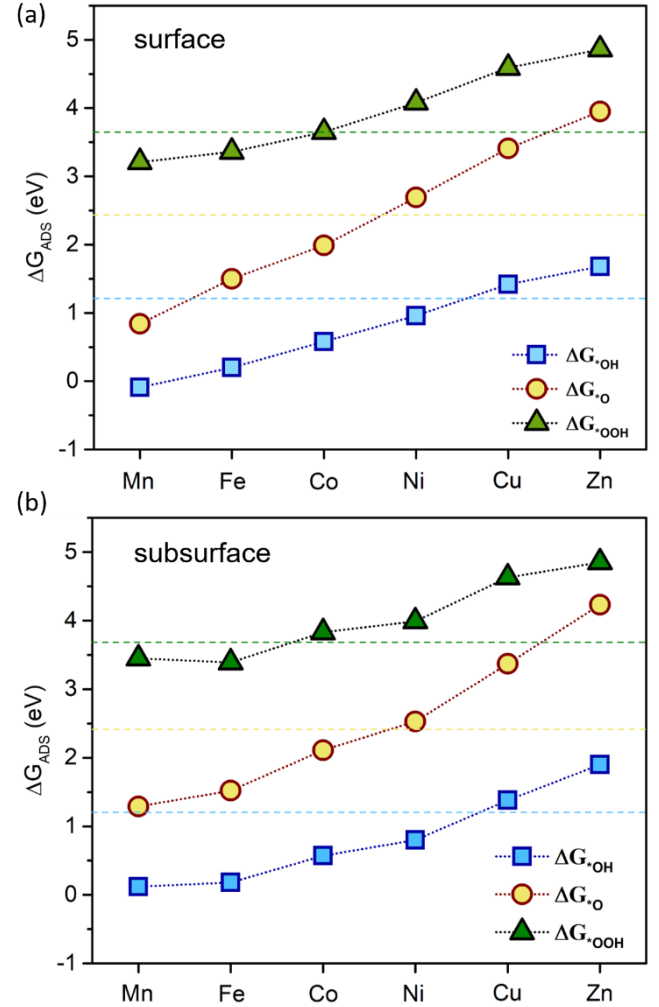 (a)
surface
5
4
3
2
1
0
-1
ΔG_ADS (eV)
ΔG_*OH
ΔG_*O
ΔG_*OOH
Mn Fe Co Ni Cu Zn
(b)
subsurface
5
4
3
2
1
0
-1
ΔG_ADS (eV)
ΔG_*OH
ΔG_*O
ΔG_*OOH
Mn Fe Co Ni Cu Zn